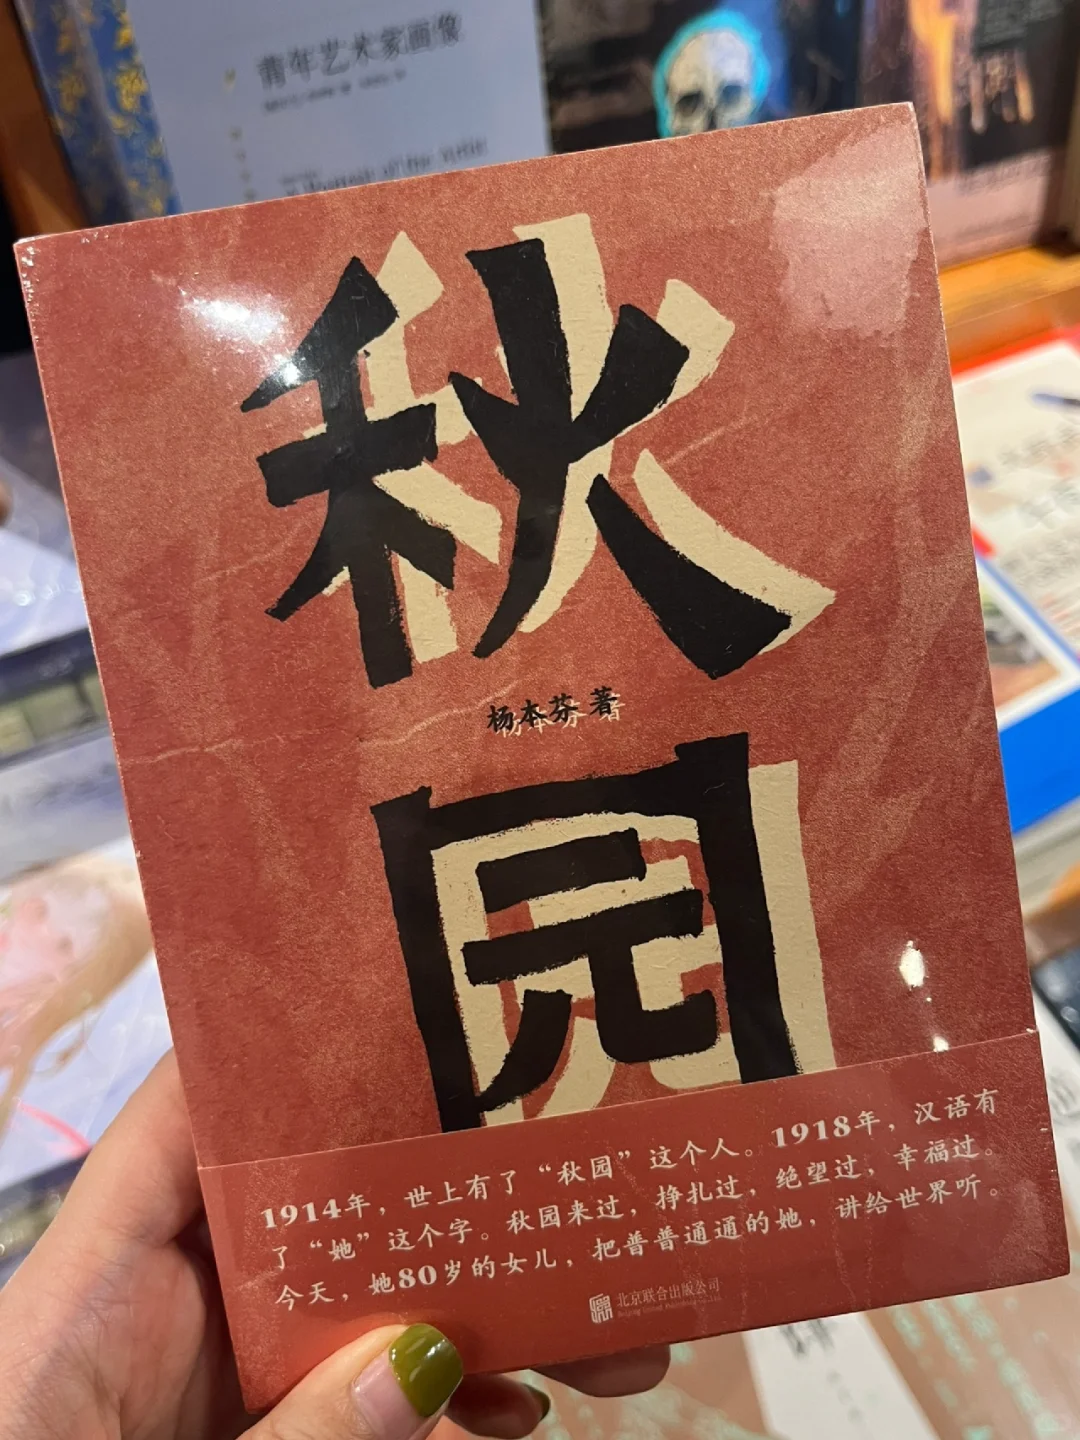 青年艺术家画像
秋
杨本芬 著
园
1914年，世上有了“秋园”这个人。1918年，汉语有
了“她”这个字。秋园来过，挣扎过，绝望过，幸福过。
今天，她80岁的女儿，把普普通通的她，讲给世界听。
北京联合出版公司